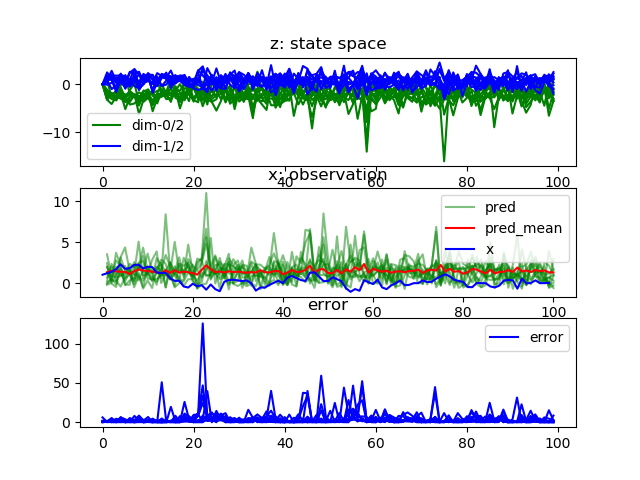 z: state space
0
−10
dim-0/2
dim-1/2
0 20 40 60 80 100
x: observation
10
5
0
pred
pred_mean
x
0 20 40 60 80 100
error
100
50
0
error
0 20 40 60 80 100